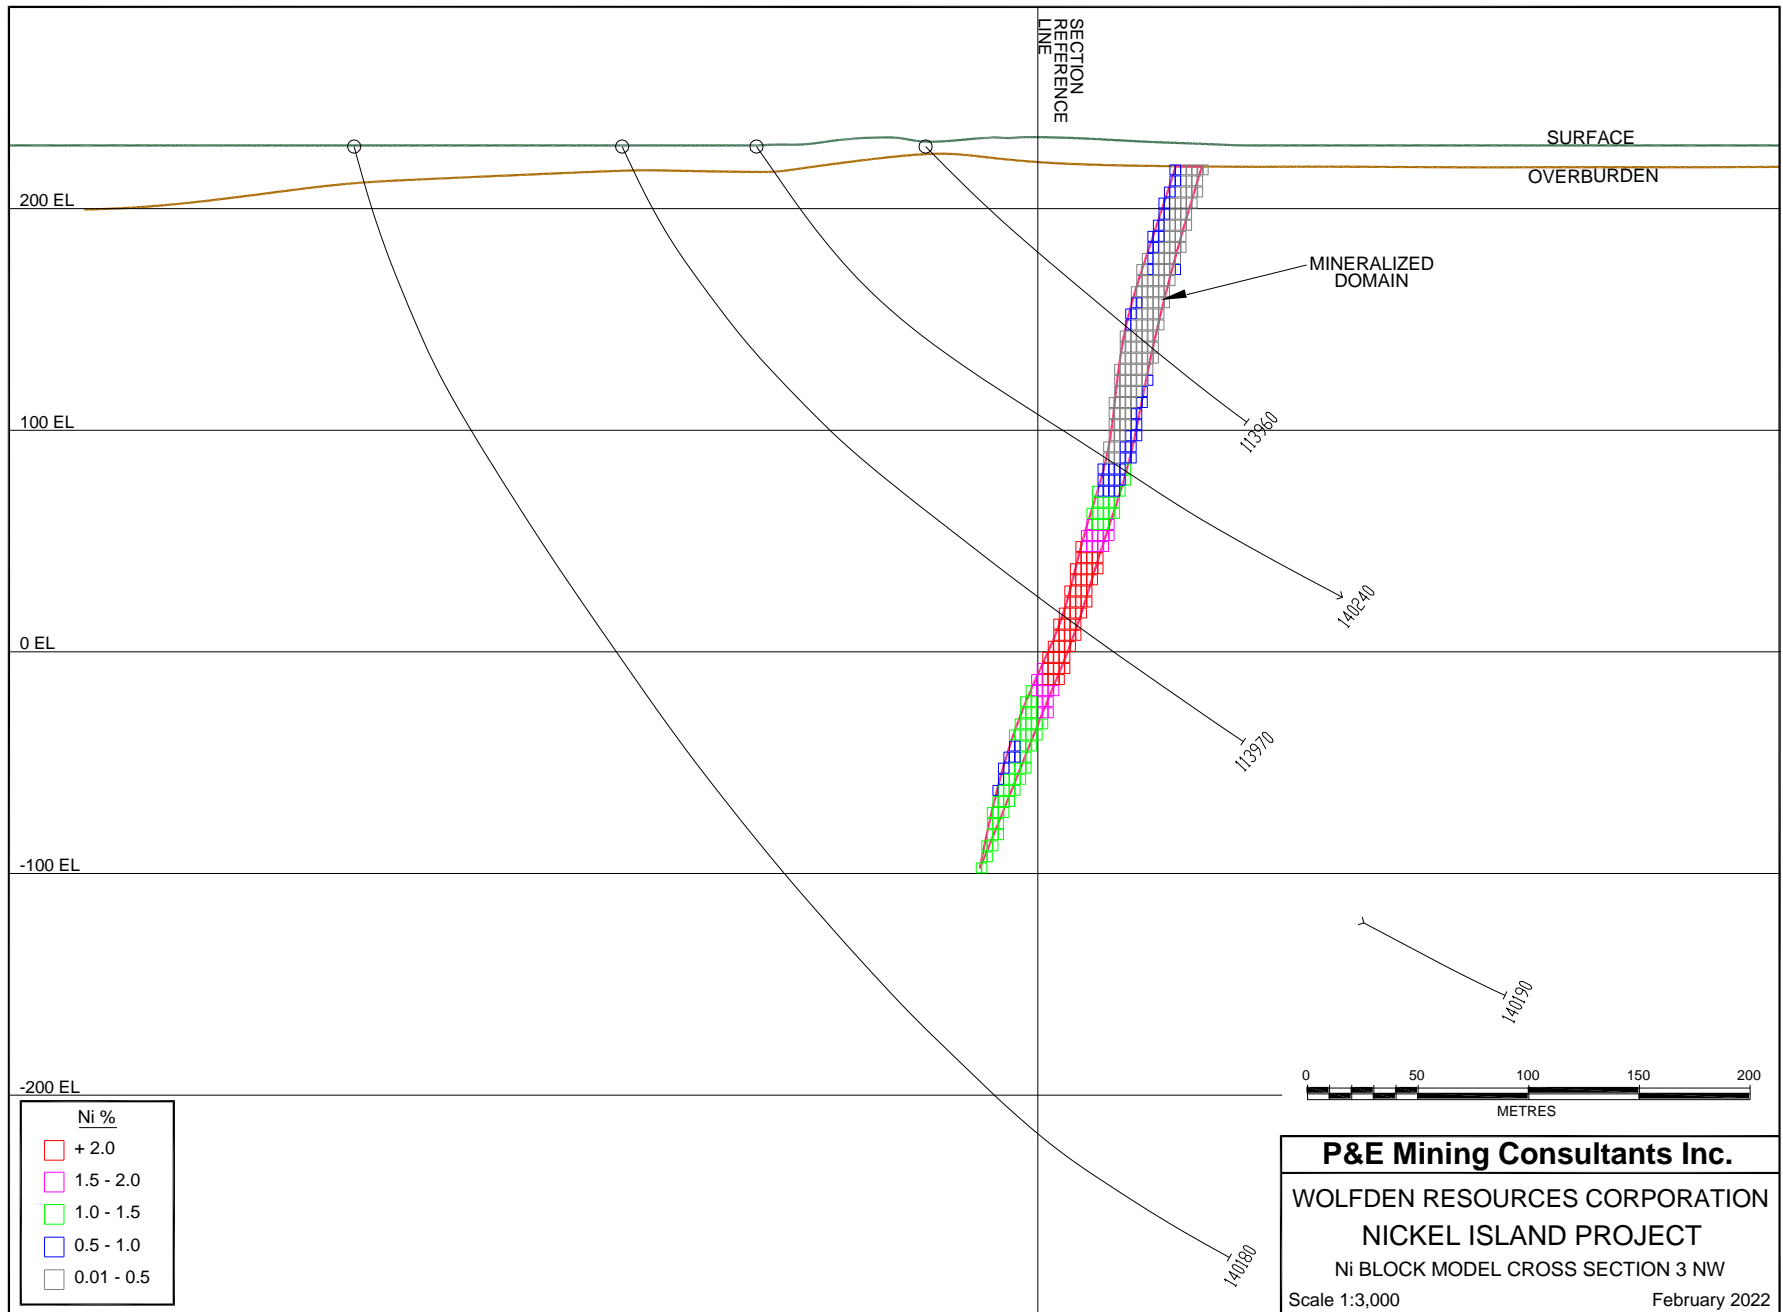 SECTION
REFERENCE
LINE
SURFACE
OVERBURDEN
200 EL
MINERALIZED
DOMAIN
113960
100 EL
140240
0 EL
113970
-100 EL
140190
-200 EL
0 50 100 150 200
METRES
140180
Ni %
+ 2.0
1.5 - 2.0
1.0 - 1.5
0.5 - 1.0
0.01 - 0.5
P&E Mining Consultants Inc.
WOLFDEN RESOURCES CORPORATION
NICKEL ISLAND PROJECT
Ni BLOCK MODEL CROSS SECTION 3 NW
Scale 1:3,000 February 2022